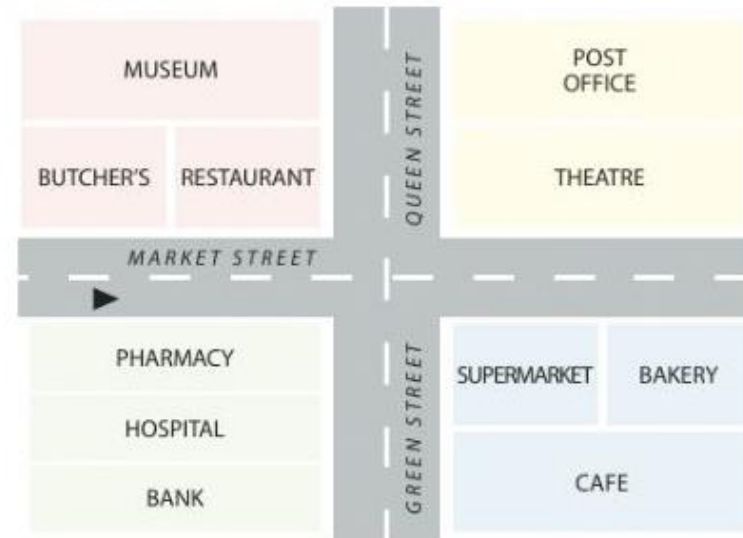 MUSEUM
POST
OFFICE
BUTCHER'S
RESTAURANT
THEATRE
QUEEN STREET
MARKET STREET
PHARMACY
HOSPITAL
BANK
GREEN STREET
SUPERMARKET
BAKERY
CAFE